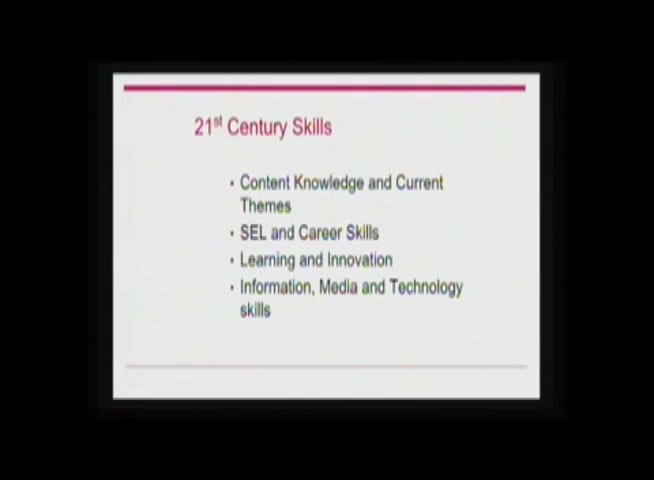 21st Century Skills
• Content Knowledge and Current
Themes
• SEL and Career Skills
• Learning and Innovation
• Information, Media and Technology
skills